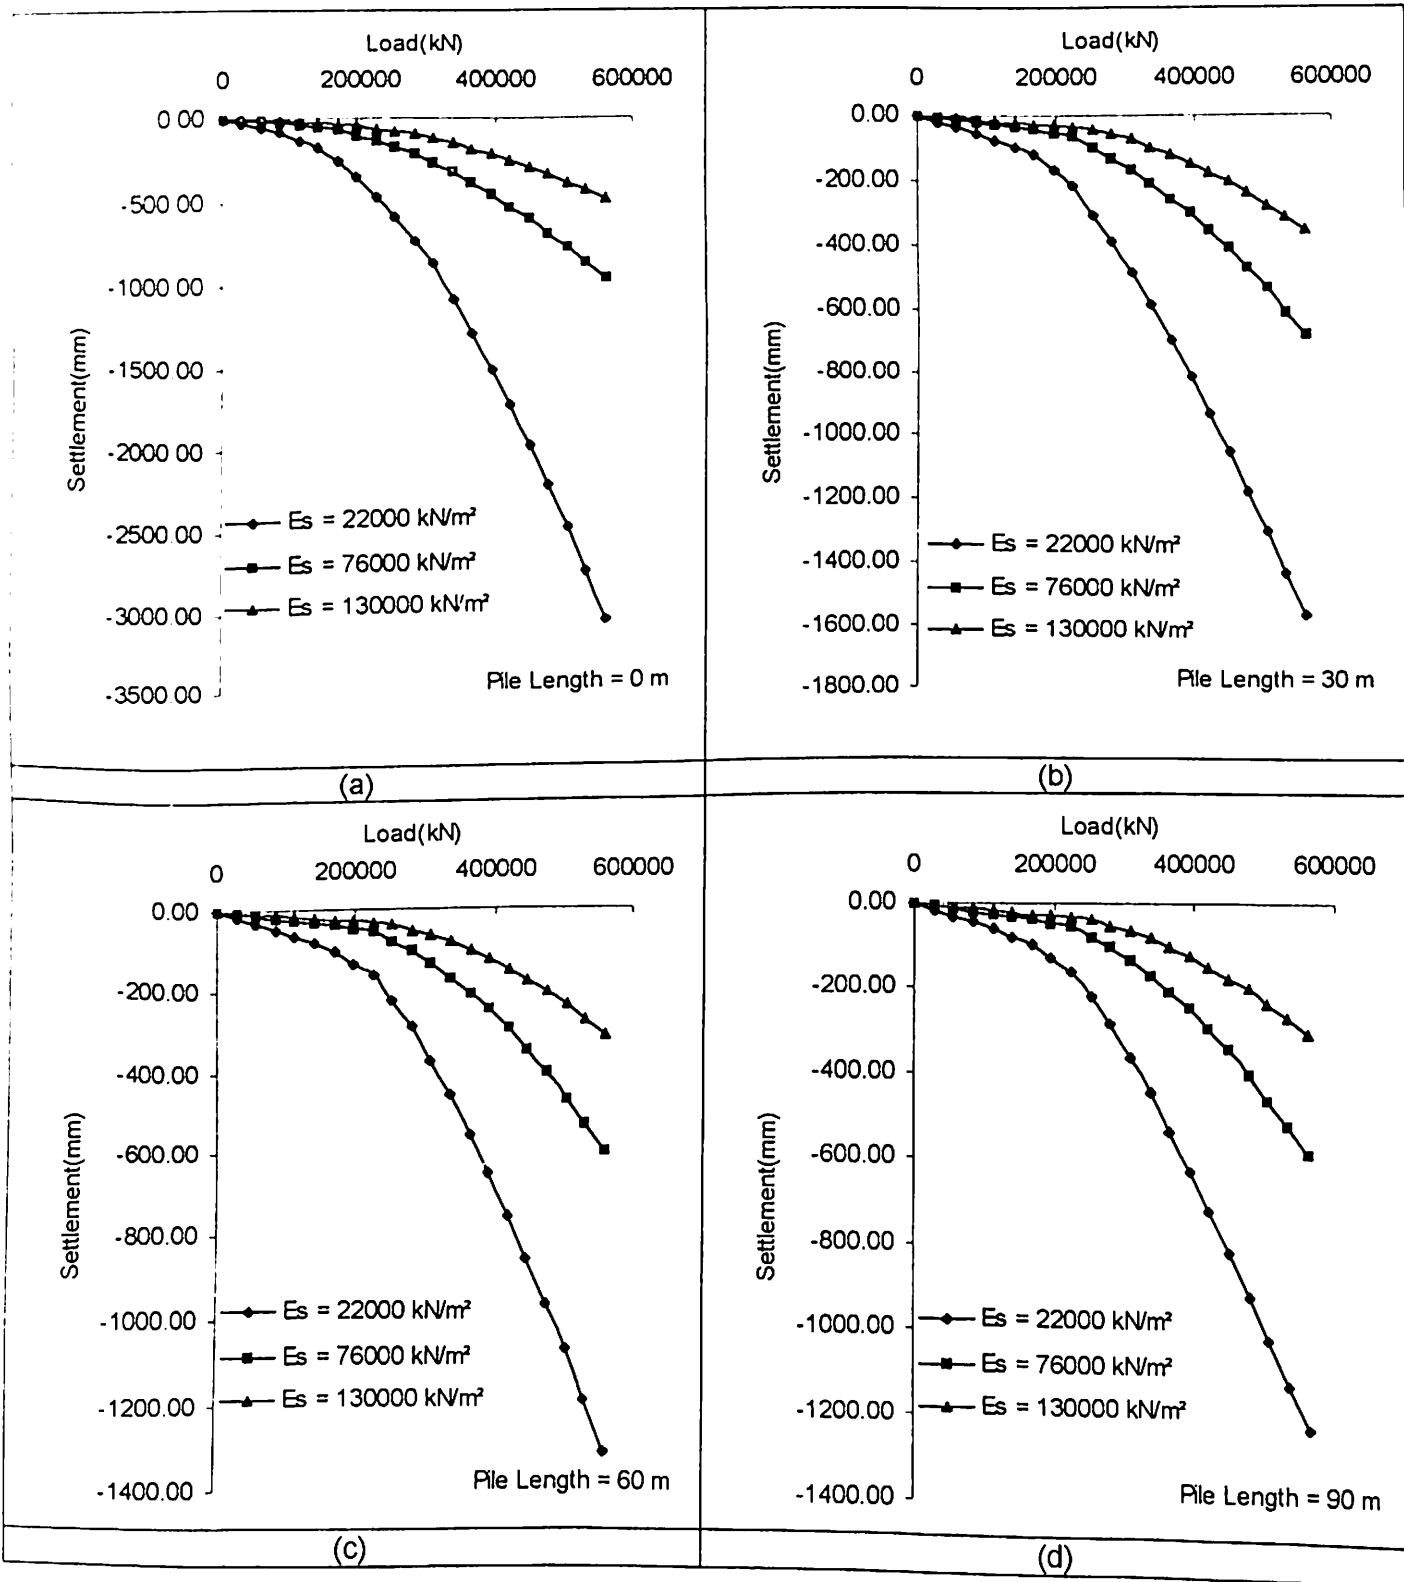 Load(kN)
0 200000 400000 600000
0 00
-500 00
-1000 00
-1500 00
-2000 00
-2500.00
-3000.00
-3500 00
Settlement(mm)
Es = 22000 kN/m²
Es = 76000 kN/m²
Es = 130000 kN/m²
Pile Length = 0 m
(a)
Load(kN)
0 200000 400000 600000
0.00
-200.00
-400.00
-600.00
-800.00
-1000.00
-1200.00
-1400.00
-1600.00
-1800.00
Settlement(mm)
Es = 22000 kN/m²
Es = 76000 kN/m²
Es = 130000 kN/m²
Pile Length = 30 m
(b)
Load(kN)
0 200000 400000 600000
0.00
-200.00
-400.00
-600.00
-800.00
-1000.00
-1200.00
-1400.00
Settlement(mm)
Es = 22000 kN/m²
Es = 76000 kN/m²
Es = 130000 kN/m²
Pile Length = 60 m
(c)
Load(kN)
0 200000 400000 600000
0.00
-200.00
-400.00
-600.00
-800.00
-1000.00
-1200.00
-1400.00
Settlement(mm)
Es = 22000 kN/m²
Es = 76000 kN/m²
Es = 130000 kN/m²
Pile Length = 90 m
(d)